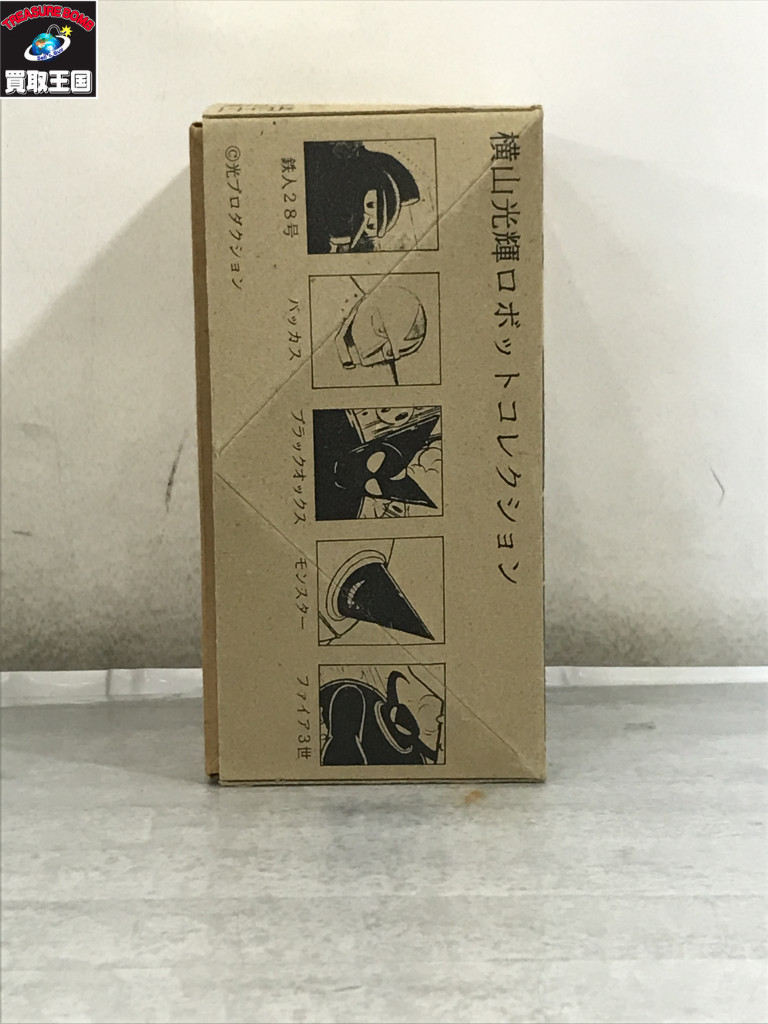 TREASURE BOMB
買取王国
横山光輝ロボットコレクション
鉄人28号
バッカス
ブラックオックス
モンスター
ファイア3世
©光プロダクション